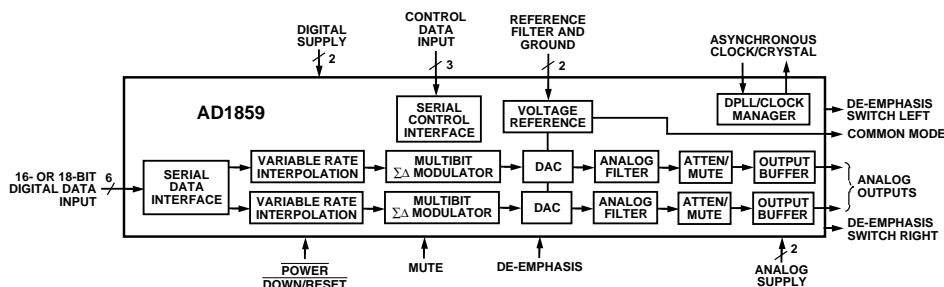 DIGITAL
SUPPLY
2
CONTROL
DATA
INPUT
3
REFERENCE
FILTER AND
GROUND
2
ASYNCHRONOUS
CLOCK/CRYSTAL
AD1859
SERIAL
CONTROL
INTERFACE
VOLTAGE
REFERENCE
DPLL/CLOCK
MANAGER
DE-EMPHASIS
SWITCH LEFT
COMMON MODE
16- OR 18-BIT
DIGITAL DATA
INPUT
6
SERIAL
DATA
INTERFACE
VARIABLE RATE
INTERPOLATION
MULTIBIT
ΣΔ MODULATOR
DAC
ANALOG
FILTER
ATTEN/
MUTE
OUTPUT
BUFFER
VARIABLE RATE
INTERPOLATION
MULTIBIT
ΣΔ MODULATOR
DAC
ANALOG
FILTER
ATTEN/
MUTE
OUTPUT
BUFFER
ANALOG
OUTPUTS
DE-EMPHASIS
SWITCH RIGHT
POWER
DOWN/RESET
MUTE
DE-EMPHASIS
2
ANALOG
SUPPLY